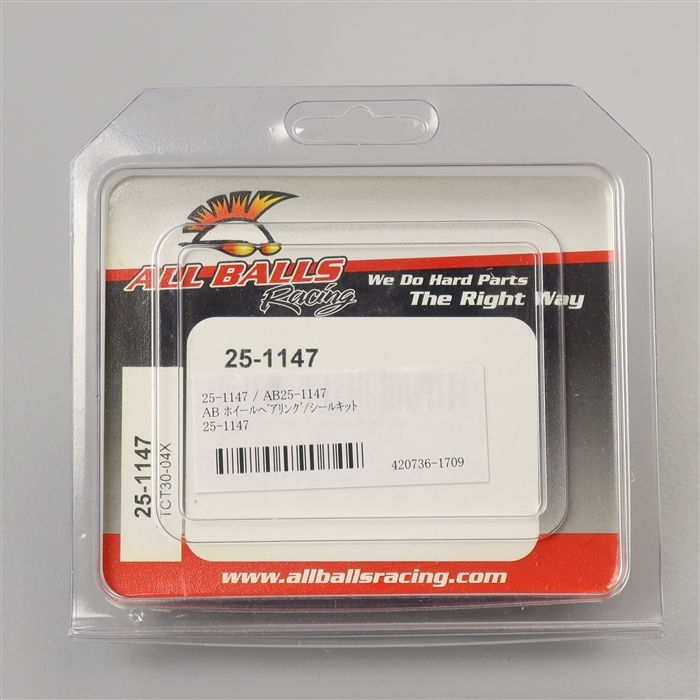 ALL BALLS
Racing
We Do Hard Parts
The Right Way
25-1147
25-1147 / AB25-1147
AB ホイールベアリング/シールキット
25-1147
420736-1709
25-1147
TCT30-04X
www.allballsracing.com